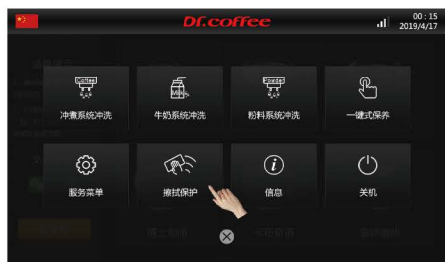 Dr.coffee
00 : 15
2019/4/17
Coffee
Milk
Powder
冲煮系统冲洗
牛奶系统冲洗
粉料系统冲洗
一键式保养
服务菜单
擦拭保护
信息
关机